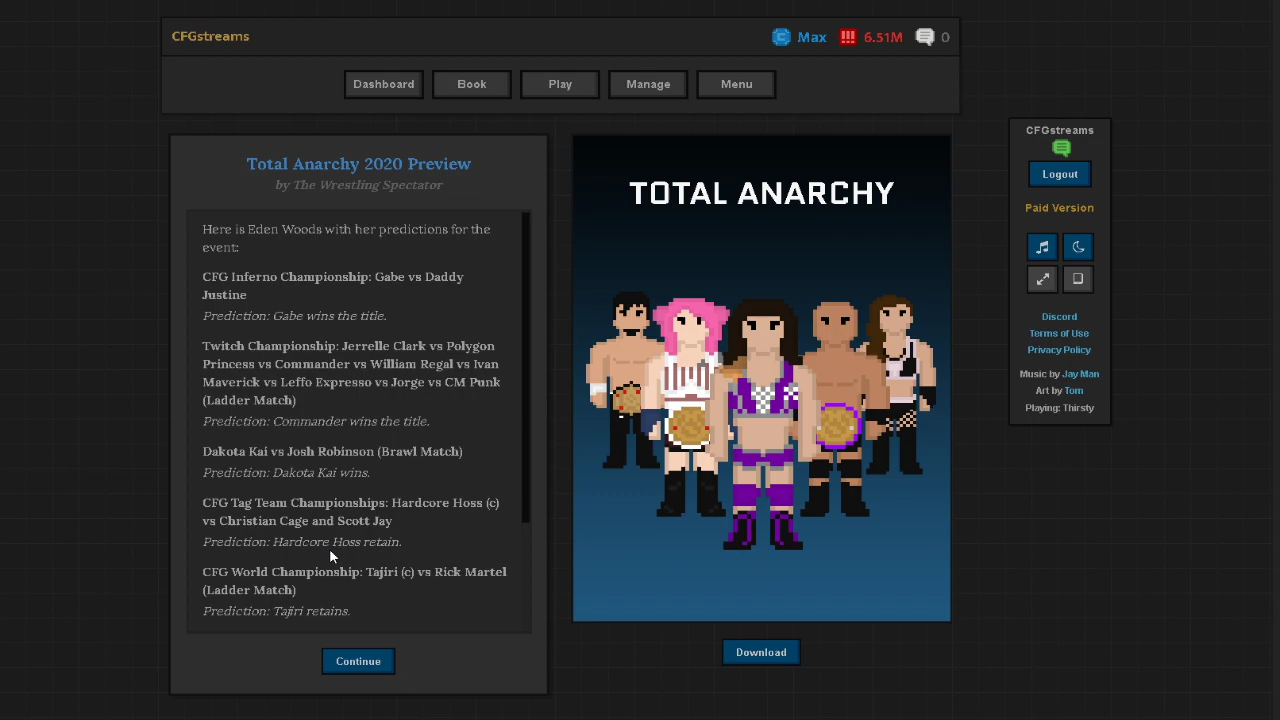 CFGstreams
Max
6.51M
0
Dashboard
Book
Play
Manage
Menu
Total Anarchy 2020 Preview
by The Wrestling Spectator
Here is Eden Woods with her predictions for the
event:
CFG Inferno Championship: Gabe vs Daddy
Justine
Prediction: Gabe wins the title.
Twitch Championship: Jerrelle Clark vs Polygon
Princess vs Commander vs William Regal vs Ivan
Maverick vs Leffo Expresso vs Jorge vs CM Punk
(Ladder Match)
Prediction: Commander wins the title.
Dakota Kai vs Josh Robinson (Brawl Match)
Prediction: Dakota Kai wins.
CFG Tag Team Championships: Hardcore Hoss (c)
vs Christian Cage and Scott Jay
Prediction: Hardcore Hoss retain.
CFG World Championship: Tajiri (c) vs Rick Martel
(Ladder Match)
Prediction: Tajiri retains.
Continue
TOTAL ANARCHY
Download
CFGstreams
Logout
Paid Version
Discord
Terms of Use
Privacy Policy
Music by Jay Man
Art by Tom
Playing: Thirsty